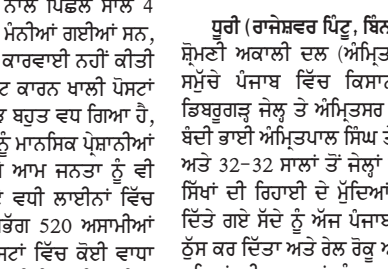 ਨਾਲ ਪਿਛਲੇ ਸਾਲ 4
ਮੰਨੀਆਂ ਗਈਆਂ ਸਨ,
ਕਾਰਵਾਈ ਨਹੀਂ ਕੀਤੀ
ਕਾਰਨ ਖਾਲੀ ਪੋਸਟਾਂ
ਬਹੁਤ ਵਧ ਗਿਆ ਹੈ,
ਨੂੰ ਮਾਨਸਿਕ ਪ੍ਰੇਸ਼ਾਨੀਆਂ
ਆਮ ਜਨਤਾ ਨੂੰ ਵੀ
ਵਧੀ ਲਾਈਨਾਂ ਵਿੱਚ
520 ਅਸਾਮੀਆਂ
ਵਿੱਚ ਕੋਈ ਵਾਧਾ
ਧੂਰੀ (ਰਾਜੇਸ਼ਵਰ ਪਿੰਟੂ,
ਸ਼੍ਰੋਮਣੀ ਅਕਾਲੀ ਦਲ
ਸਮੁੱਚੇ ਪੰਜਾਬ ਵਿੱਚ
ਡਿਬਰੂਗੜ੍ਹ ਜੇਲ੍ਹ ਤੇ ਅੰਮ੍ਰਿਤਸਰ
ਬੰਦੀ ਭਾਈ ਅੰਮ੍ਰਿਤਪਾਲ ਸਿੰਘ
ਅਤੇ 32-32 ਸਾਲਾਂ ਤੋਂ ਜੇਲ੍ਹਾਂ
ਸਿੱਖਾਂ ਦੀ ਰਿਹਾਈ ਦੇ ਮੁੱਦਿਆਂ
ਦਿੱਤੇ ਗਏ ਸੱਦੇ ਨੂੰ ਅੱਜ ਪੰਜਾਬ
ਠੁੱਸ ਕਰ ਦਿੱਤਾ ਅਤੇ ਰੇਲ ਰੋਕੂ